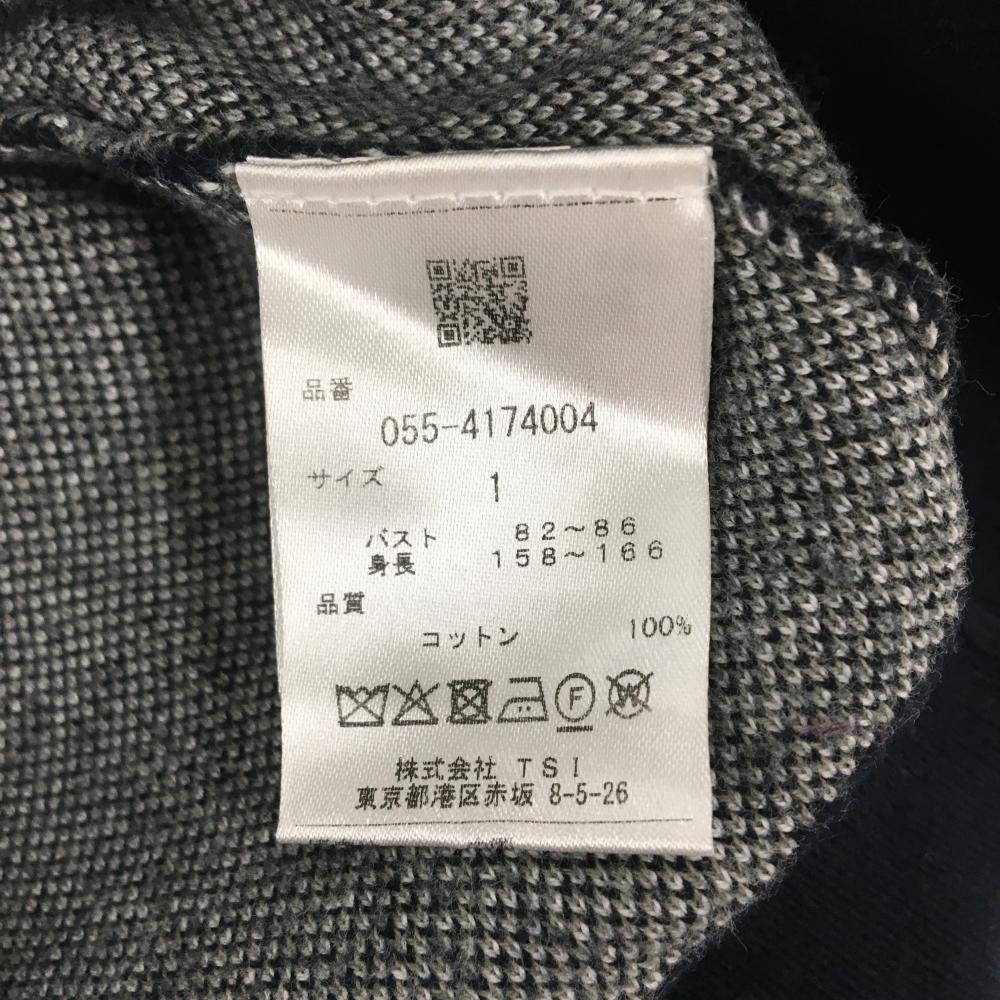 品番
055-4174004
サイズ 1
バスト 82～86
身長 158～166
品質
コットン 100%
F W
株式会社 TSI
東京都港区赤坂 8-5-26